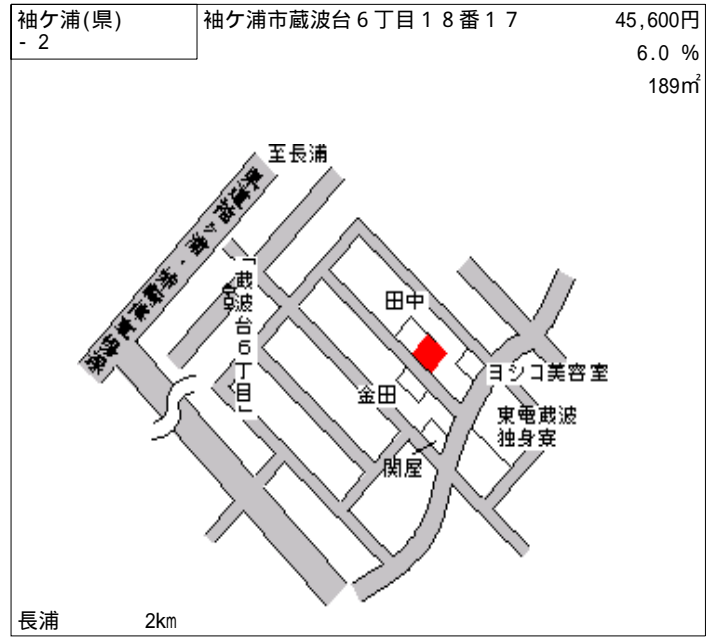 袖ケ浦(県)
- 2
袖ケ浦市蔵波台６丁目１８番１７
45,600円
6.0 %
189㎡
至長浦
「蔵波台６丁目」
田中
金田
関屋
ヨシコ美容室
東電蔵波
独身寮
長浦 2km